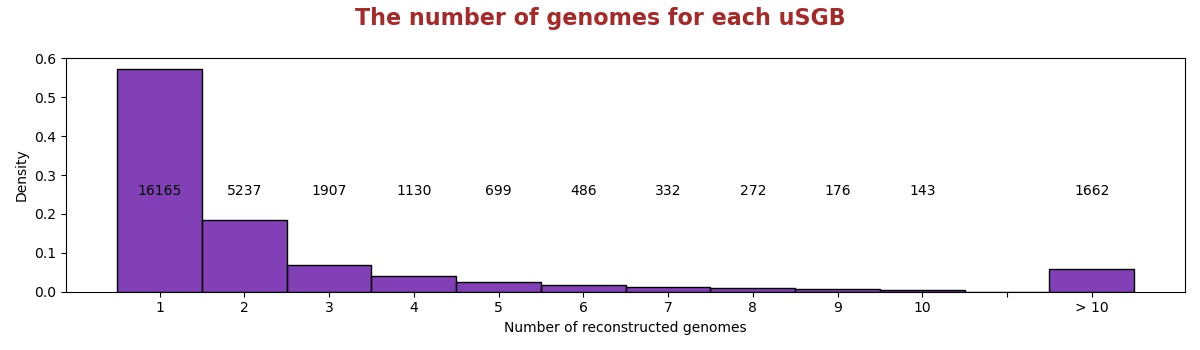 The number of genomes for each uSGB
0.6
0.5
0.4
0.3
0.2
0.1
0.0
Density
16165 5237 1907 1130 699 486 332 272 176 143 1662
1 2 3 4 5 6 7 8 9 10 > 10
Number of reconstructed genomes